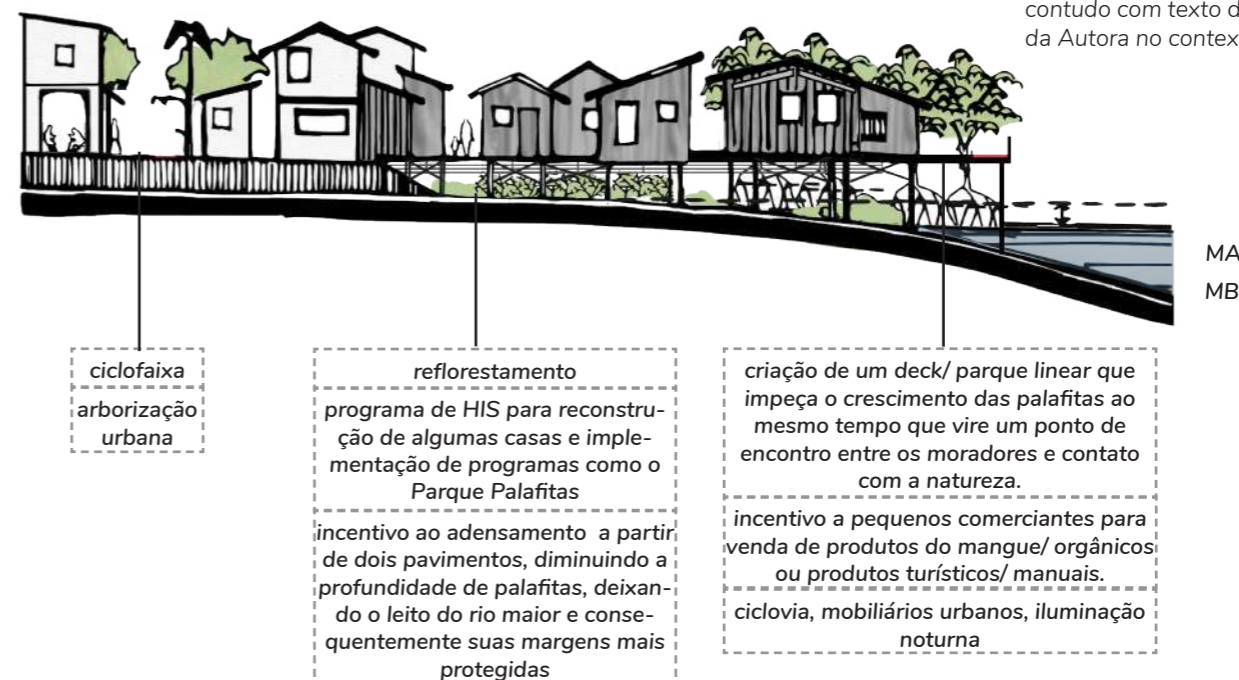 contudo com texto d
da Autora no contex
MA
MB
ciclofaixa
arborização
urbana
reflorestamento
programa de HIS para reconstru-
ção de algumas casas e imple-
mentação de programas como o
Parque Palafitas
incentivo ao adensamento a partir
de dois pavimentos, diminuindo a
profundidade de palafitas, deixan-
do o leito do rio maior e conse-
quentemente suas margens mais
protegidas
criação de um deck/ parque linear que
impeça o crescimento das palafitas ao
mesmo tempo que vire um ponto de
encontro entre os moradores e contato
com a natureza.
incentivo a pequenos comerciantes para
venda de produtos do mangue/ orgânicos
ou produtos turísticos/ manuais.
ciclovia, mobiliários urbanos, iluminação
noturna